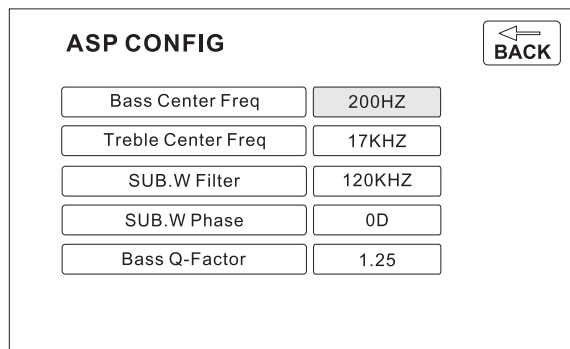 ASP CONFIG
BACK
Bass Center Freq 200HZ
Treble Center Freq 17KHZ
SUB.W Filter 120KHZ
SUB.W Phase 0D
Bass Q-Factor 1.25